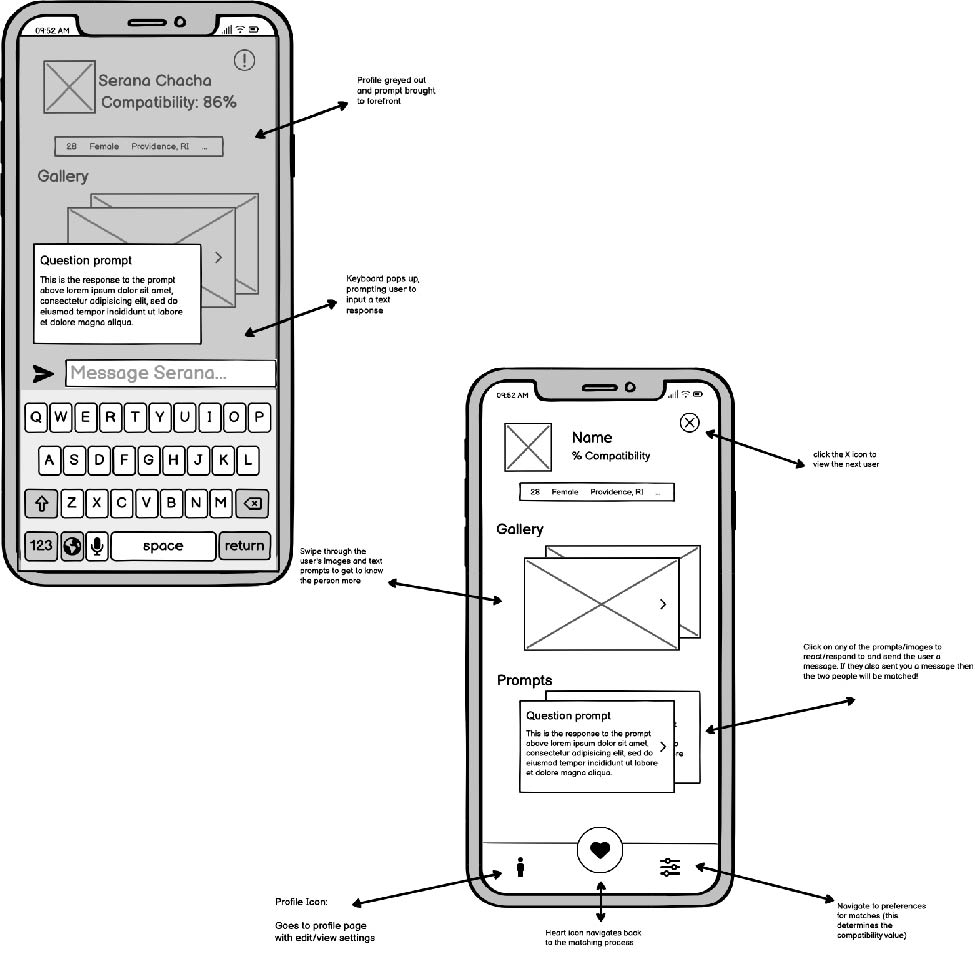 09:52 AM
Serana Chacha
Compatibility: 86%
28 Female Providence, RI ...
Gallery
Question prompt
This is the response to the prompt
above lorem ipsum dolor sit amet,
consectetur adipisicing elit, sed do
eiusmod tempor incididunt ut labore
et dolore magna aliqua.
Message Serana...
Q W E R T Y U I O P
A S D F G H J K L
Z X C V B N M
123 space return
Profile greyed out
and prompt brought
to forefront
Keyboard pops up,
prompting user to
input a text
response
09:52 AM
Name
% Compatibility
28 Female Providence, RI ...
Gallery
Prompts
Question prompt
This is the response to the prompt
above lorem ipsum dolor sit amet,
consectetur adipisicing elit, sed do
eiusmod tempor incididunt ut labore
et dolore magna aliqua.
click the X icon to
view the next user
Swipe through the
user's images and text
prompts to get to know
the person more
Click on any of the prompts/images to
react/respond to and send the user a
message. If they also sent you a message then
the two people will be matched!
Profile Icon:
Goes to profile page
with edit/view settings
Heart icon navigates back
to the matching process
Navigate to preferences
for matches (this
determines the
compatibility value)